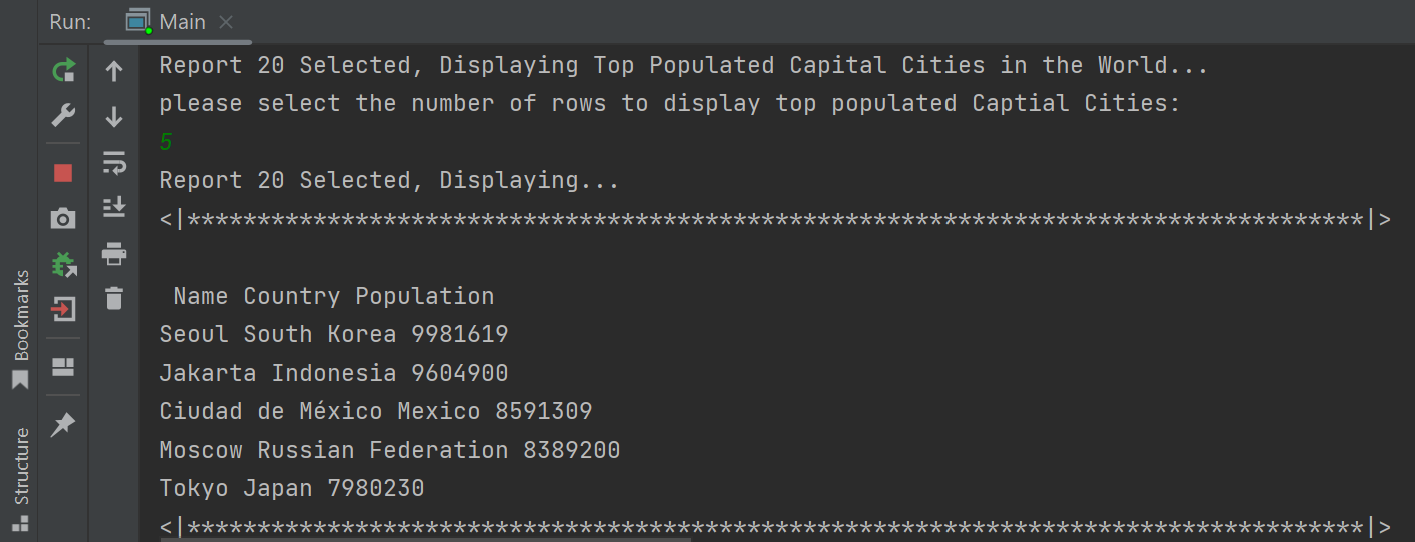 Run: Main
Report 20 Selected, Displaying Top Populated Capital Cities in the World...
please select the number of rows to display top populated Captial Cities:
5
Report 20 Selected, Displaying...
<|************************************************************************************|>
Name Country Population
Seoul South Korea 9981619
Jakarta Indonesia 9604900
Ciudad de México Mexico 8591309
Moscow Russian Federation 8389200
Tokyo Japan 7980230
<|************************************************************************************|>
Bookmarks
Structure